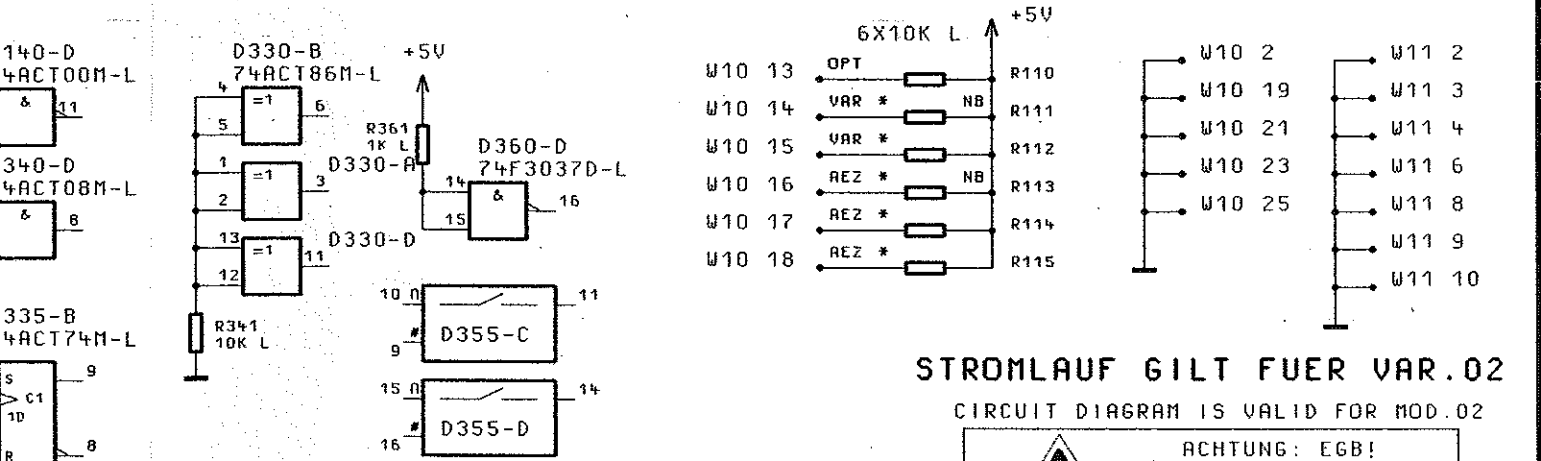 140-D
4ACT00M-L
&
11
340-D
4ACT08M-L
&
8
335-B
4ACT74M-L
S
9
C1
1D
R
8
D330-B
74ACT86M-L
4
=1
6
5
1
=1
3
D330-A
2
13
=1
11
D330-D
12
R341
10K L
+5V
R361
1K L
D360-D
74F3037D-L
14
&
16
15
10
n
11
#
D355-C
9
15
n
14
#
D355-D
16
+5V
6X10K L
W10 13 OPT R110
W10 14 VAR * NB R111
W10 15 VAR * R112
W10 16 AEZ * NB R113
W10 17 AEZ * R114
W10 18 AEZ * R115
W10 2
W10 19
W10 21
W10 23
W10 25
W11 2
W11 3
W11 4
W11 6
W11 8
W11 9
W11 10
STROMLAUF GILT FUER VAR.02
CIRCUIT DIAGRAM IS VALID FOR MOD.02
ACHTUNG: EGB!